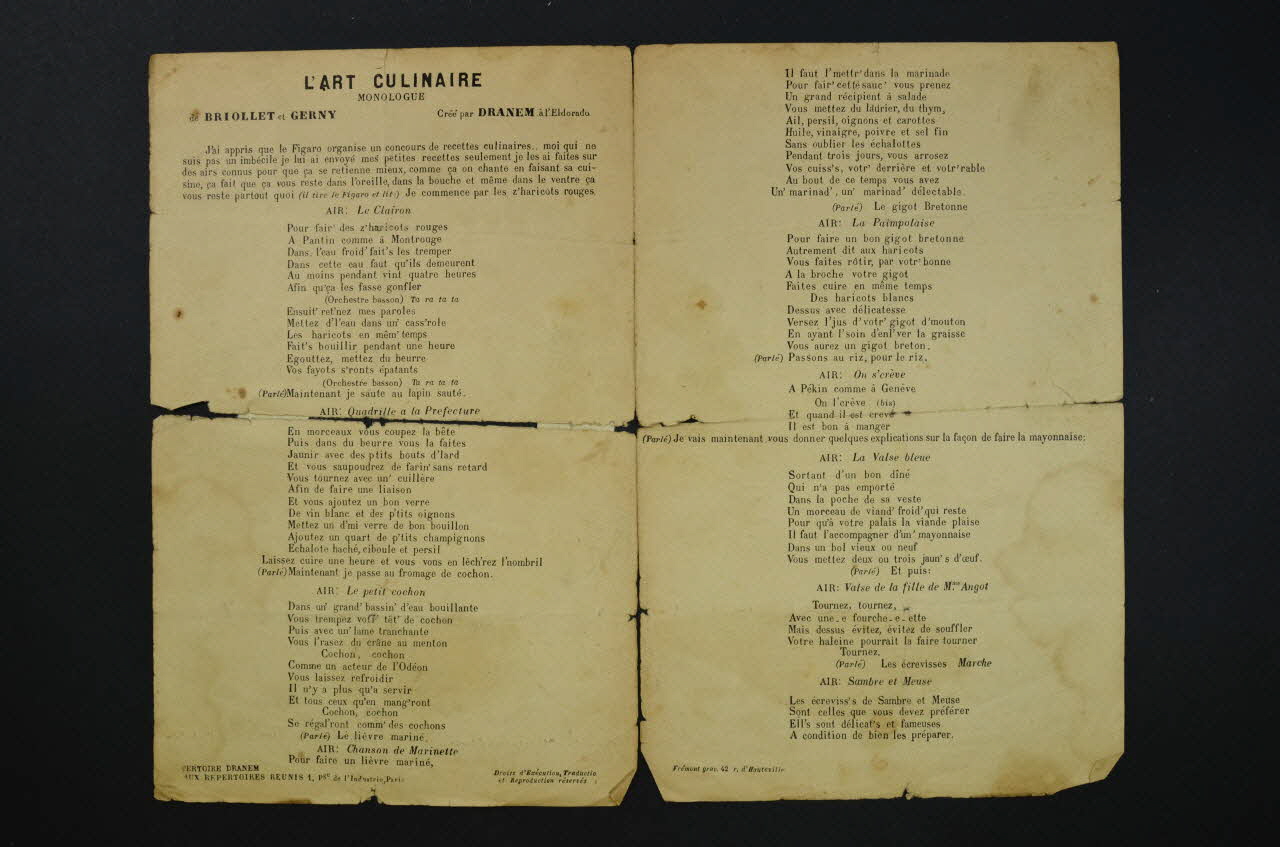 L'ART CULINAIRE
MONOLOGUE
de BRIOLLET et GERNY
Créé par DRANEM à l'Eldorado
J'ai appris que le Figaro organise un concours de recettes culinaires.. moi qui ne
suis pas un imbécile je lui ai envoyé mes petites recettes seulement je les ai faites sur
des airs connus pour que ça se retienne mieux, comme ça on chante en faisant sa cui-
sine, ça fait que ça vous reste dans l'oreille, dans la bouche et même dans le ventre ça
vous reste partout quoi (il tire le Figaro et lit:) Je commence par les z'haricots rouges.
AIR: Le Clairon
Pour fair' des z'haricots rouges
A Pantin comme à Montrouge
Dans l'eau froid' fait's les tremper
Dans cette eau faut qu'ils demeurent
Au moins pendant vint quatre heures
Afin qu'ça les fasse gonfler
(Orchestre basson) Ta ra ta ta
Ensuit' ret'nez mes paroles
Mettez d'l'eau dans un' cass'role
Les haricots en mêm' temps
Fait's bouillir pendant une heure
Egouttez, mettez du beurre
Vos fayots s'ronts épatants
(Orchestre basson) Ta ra ta ta
(Parlé) Maintenant je saute au lapin sauté.
AIR: Quadrille a la Prefecture
En morceaux vous coupez la bête
Puis dans du beurre vous la faites
Jaunir avec des ptits bouts d'lard
Et vous saupoudrez de farin' sans retard
Vous tournez avec un' cuillère
Afin de faire une liaison
Et vous ajoutez un bon verre
De vin blanc et des p'tits oignons
Mettez un d'mi verre de bon bouillon
Ajoutez un quart de p'tits champignons
Echalote haché, ciboule et persil
Laissez cuire une heure et vous vous en lèch'rez l'nombril
(Parlé) Maintenant je passe au fromage de cochon.
AIR: Le petit cochon
Dans un' grand' bassin' d'eau bouillante
Vous trempez vott' têt' de cochon
Puis avec un' lame tranchante
Vous l'rasez du crâne au menton
Cochon, cochon
Comme un acteur de l'Odéon
Vous laissez refroidir
Il n'y a plus qu'a servir
Et tous ceux qu'en mang'ront
Cochon, cochon
Se régal'ront comm' des cochons
(Parlé) Le lièvre mariné.
AIR: Chanson de Marinette
Pour faire un lièvre mariné,
PERTOIRE DRANEM
AUX REPERTOIRES REUNIS 1, Pge de l'Industrie, Paris
Droits d'Exécution, Traductio
et Reproduction réservés
Il faut l'mettr' dans la marinade
Pour fair' cette sauc' vous prenez
Un grand récipient à salade
Vous mettez du laurier, du thym,
Ail, persil, oignons et carottes
Huile, vinaigre, poivre et sel fin
Sans oublier les échalottes
Pendant trois jours, vous arrosez
Vos cuiss's, votr' derrière et votr' rable
Au bout de ce temps vous avez
Un' marinad', un' marinad' délectable.
(Parlé) Le gigot Bretonne
AIR: La Paimpolaise
Pour faire un bon gigot bretonne
Autrement dit aux haricots
Vous faites rôtir, par votr' bonne
A la broche votre gigot
Faites cuire en même temps
Des haricots blancs
Dessus avec délicatesse
Versez l'jus d'votr' gigot d'mouton
En ayant l'soin d'enl'ver la graisse
Vous aurez un gigot breton.
(Parlé) Passons au riz, pour le riz.
AIR: On s'crève
A Pékin comme à Genève
On l'crève (bis)
Et quand il est crevé
Il est bon à manger
(Parlé) Je vais maintenant vous donner quelques explications sur la façon de faire la mayonnaise:
AIR: La Valse bleue
Sortant d'un bon dîné
Qui n'a pas emporté
Dans la poche de sa veste
Un morceau de viand' froid' qui reste
Pour qu'à votre palais la viande plaise
Il faut l'accompagner d'un' mayonnaise
Dans un bol vieux ou neuf
Vous mettez deux ou trois jaun's d'œuf.
(Parlé) Et puis:
AIR: Valse de la fille de Mme Angot
Tournez, tournez,
Avec une_e fourche_e_ette
Mais dessus évitez, évitez de souffler
Votre haleine pourrait la faire tourner
Tournez.
(Parlé) Les écrevisses Marche
AIR: Sambre et Meuse
Les écreviss's de Sambre et Meuse
Sont celles que vous devez préférer
Ell's sont délicat's et fameuses
A condition de bien les préparer.
Frémont grav. 42 r. d'Hauteville